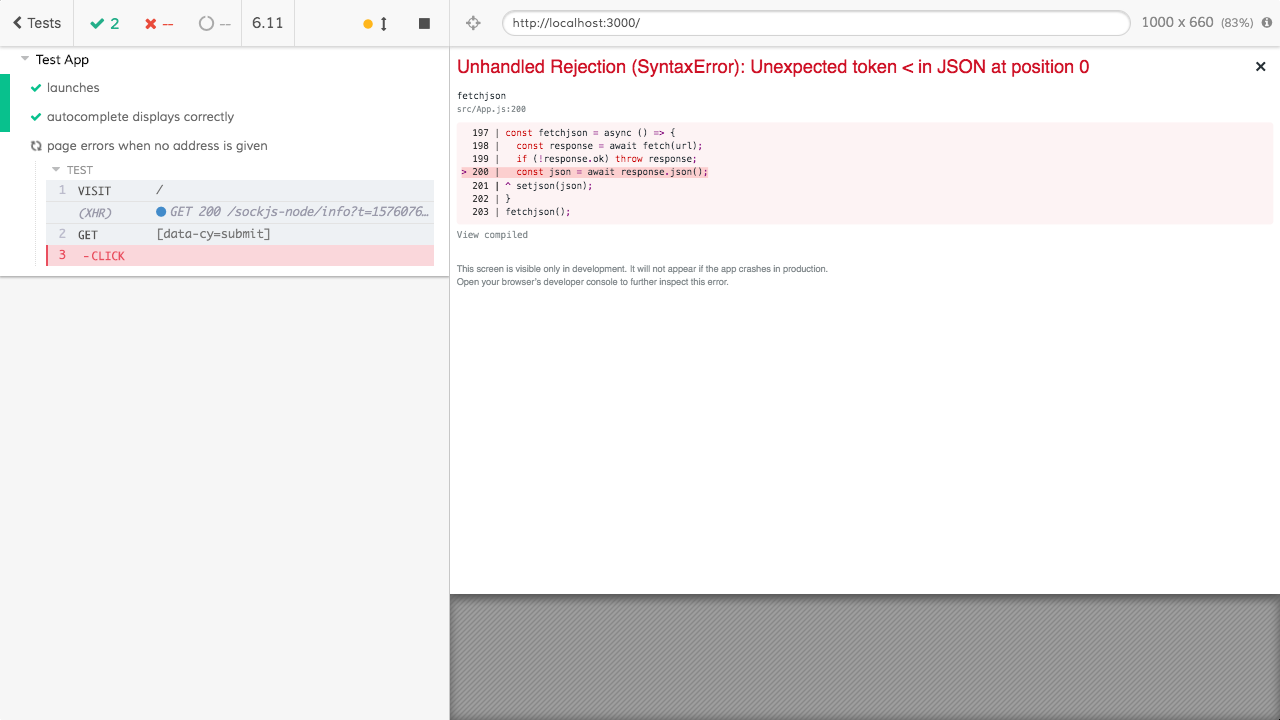 Tests
2
--
--
6.11
http://localhost:3000/
1000 x 660 (83%)
Test App
launches
autocomplete displays correctly
page errors when no address is given
TEST
1 VISIT /
(XHR) GET 200 /sockjs-node/info?t=1576076…
2 GET [data-cy=submit]
3 -CLICK
Unhandled Rejection (SyntaxError): Unexpected token < in JSON at position 0
×
fetchjson
src/App.js:200
197 | const fetchjson = async () => {
198 |   const response = await fetch(url);
199 |   if (!response.ok) throw response;
> 200 |   const json = await response.json();
201 | ^ setjson(json);
202 | }
203 | fetchjson();
View compiled
This screen is visible only in development. It will not appear if the app crashes in production.
Open your browser's developer console to further inspect this error.